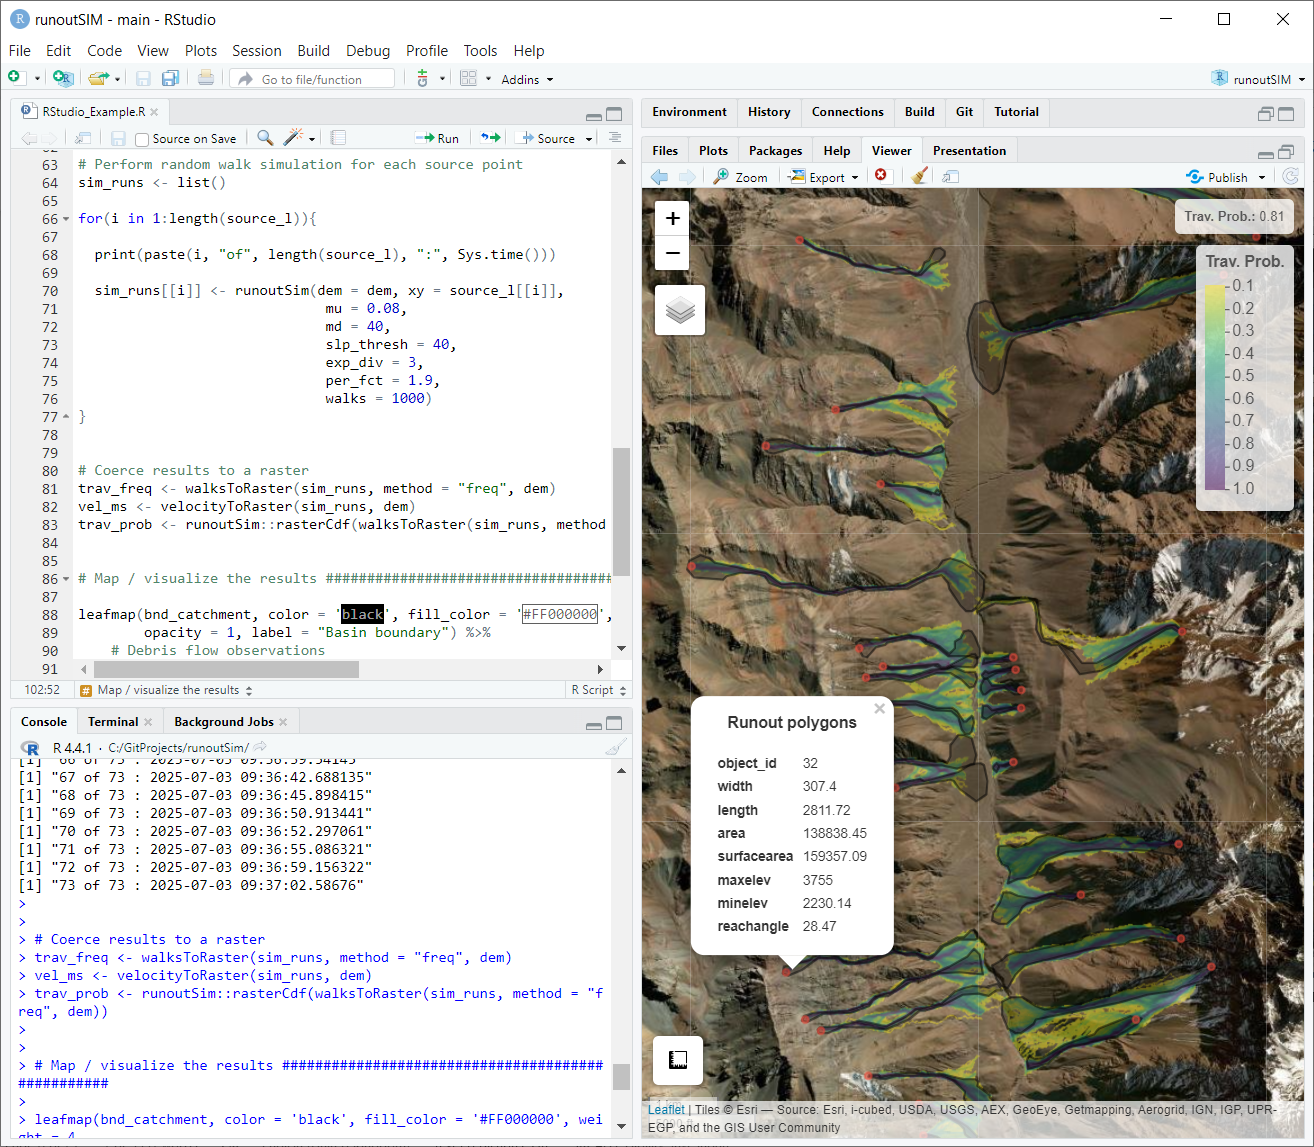 runoutSIM - main - RStudio
File Edit Code View Plots Session Build Debug Profile Tools Help
Go to file/function
Addins
runoutSIM
RStudio_Example.R
Source on Save
Run
Source
63 # Perform random walk simulation for each source point
64 sim_runs <- list()
65
66 for(i in 1:length(source_l)){
67
68 print(paste(i, "of", length(source_l), ":", Sys.time()))
69
70 sim_runs[[i]] <- runoutSim(dem = dem, xy = source_l[[i]],
71 mu = 0.08,
72 md = 40,
73 slp_thresh = 40,
74 exp_div = 3,
75 per_fct = 1.9,
76 walks = 1000)
77 }
78
79
80 # Coerce results to a raster
81 trav_freq <- walksToRaster(sim_runs, method = "freq", dem)
82 vel_ms <- velocityToRaster(sim_runs, dem)
83 trav_prob <- runoutSim::rasterCdf(walksToRaster(sim_runs, method
84
85
86 # Map / visualize the results ###################################
87
88 leafmap(bnd_catchment, color = 'black', fill_color = '#FF000000',
89 opacity = 1, label = "Basin boundary") %>%
90 # Debris flow observations
91
102:52 # Map / visualize the results R Script
Console Terminal Background Jobs
R 4.4.1 · C:/GitProjects/runoutSim/
[1] "66 of 73 : 2025-07-03 09:36:39.54145"
[1] "67 of 73 : 2025-07-03 09:36:42.688135"
[1] "68 of 73 : 2025-07-03 09:36:45.898415"
[1] "69 of 73 : 2025-07-03 09:36:50.913441"
[1] "70 of 73 : 2025-07-03 09:36:52.297061"
[1] "71 of 73 : 2025-07-03 09:36:55.086321"
[1] "72 of 73 : 2025-07-03 09:36:59.156322"
[1] "73 of 73 : 2025-07-03 09:37:02.58676"
>
>
> # Coerce results to a raster
> trav_freq <- walksToRaster(sim_runs, method = "freq", dem)
> vel_ms <- velocityToRaster(sim_runs, dem)
> trav_prob <- runoutSim::rasterCdf(walksToRaster(sim_runs, method = "f
req", dem))
>
>
> # Map / visualize the results #######################################
###########
>
> leafmap(bnd_catchment, color = 'black', fill_color = '#FF000000', wei
ght = 4
Environment History Connections Build Git Tutorial
Files Plots Packages Help Viewer Presentation
Zoom Export Publish
+
−
Trav. Prob.: 0.81
Trav. Prob.
0.1
0.2
0.3
0.4
0.5
0.6
0.7
0.8
0.9
1.0
Runout polygons ×
object_id 32
width 307.4
length 2811.72
area 138838.45
surfacearea 159357.09
maxelev 3755
minelev 2230.14
reachangle 28.47
Leaflet | Tiles © Esri — Source: Esri, i-cubed, USDA, USGS, AEX, GeoEye, Getmapping, Aerogrid, IGN, IGP, UPR-
EGP, and the GIS User Community